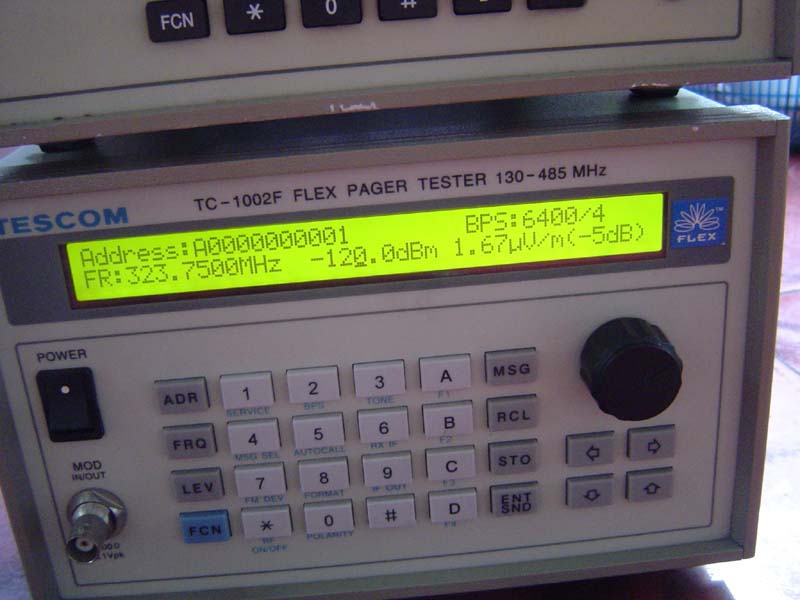 FCN * 0 #
TC-1002F FLEX PAGER TESTER 130-485 MHz
TESCOM
Address:A0000000001 BPS:6400/4
FR:323.7500MHz -120.0dBm 1.67µV/m(-5dB)
FLEX™
POWER
ADR 1 2 3 A MSG
SERVICE BPS TONE F1
FRQ 4 5 6 B RCL
MSG SEL AUTOCALL RX IF F2
MOD
IN/OUT
LEV 7 8 9 C STO
FM DEV FORMAT IF OUT F3
FCN * 0 # D ENT
SND
RF
ON/OFF POLARITY F4
1Vpk